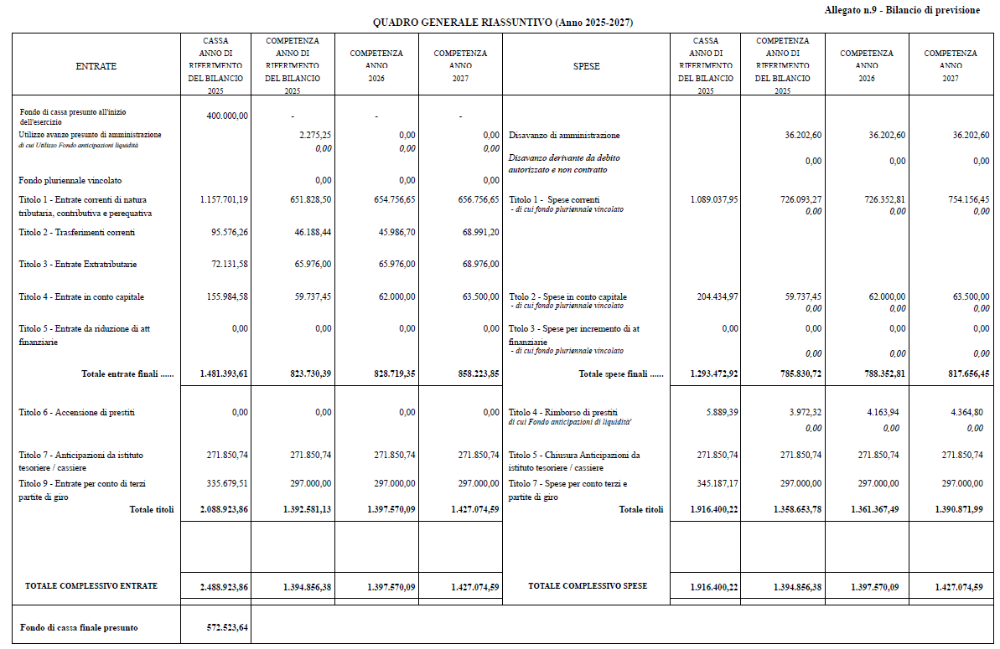 Allegato n.9 - Bilancio di previsione
QUADRO GENERALE RIASSUNTIVO (Anno 2025-2027)
ENTRATE
CASSA
ANNO DI
RIFERIMENTO
DEL BILANCIO
2025
COMPETENZA
ANNO DI
RIFERIMENTO
DEL BILANCIO
2025
COMPETENZA
ANNO
2026
COMPETENZA
ANNO
2027
SPESE
CASSA
ANNO DI
RIFERIMENTO
DEL BILANCIO
2025
COMPETENZA
ANNO DI
RIFERIMENTO
DEL BILANCIO
2025
COMPETENZA
ANNO
2026
COMPETENZA
ANNO
2027
Fondo di cassa presunto all'inizio
dell'esercizio
400.000,00 - - -
Utilizzo avanzo presunto di amministrazione 2.275,25 0,00 0,00 Disavanzo di amministrazione 36.202,60 36.202,60 36.202,60
di cui Utilizzo Fondo anticipazioni liquidità 0,00 0,00 0,00
Disavanzo derivante da debito
autorizzato e non contratto
0,00 0,00 0,00
Fondo pluriennale vincolato 0,00 0,00 0,00
Titolo 1 - Entrate correnti di natura 1.157.701,19 651.828,50 654.756,65 656.756,65 Titolo 1 - Spese correnti 1.089.037,95 726.093,27 726.352,81 754.156,45
tributaria, contributiva e perequativa - di cui fondo pluriennale vincolato 0,00 0,00 0,00
Titolo 2 - Trasferimenti correnti 95.576,26 46.188,44 45.986,70 68.991,20
Titolo 3 - Entrate Extratributarie 72.131,58 65.976,00 65.976,00 68.976,00
Titolo 4 - Entrate in conto capitale 155.984,58 59.737,45 62.000,00 63.500,00 Ttolo 2 - Spese in conto capitale 204.434,97 59.737,45 62.000,00 63.500,00
- di cui fondo pluriennale vincolato 0,00 0,00 0,00
Titolo 5 - Entrate da riduzione di att 0,00 0,00 0,00 0,00 Ttolo 3 - Spese per incremento di at 0,00 0,00 0,00 0,00
finanziarie finanziarie
- di cui fondo pluriennale vincolato 0,00 0,00 0,00
Totale entrate finali ...... 1.481.393,61 823.730,39 828.719,35 858.223,85 Totale spese finali ...... 1.293.472,92 785.830,72 788.352,81 817.656,45
Titolo 6 - Accensione di prestiti 0,00 0,00 0,00 0,00 Titolo 4 - Rimborso di prestiti 5.889,39 3.972,32 4.163,94 4.364,80
di cui Fondo anticipazioni di liquidità' 0,00 0,00 0,00
Titolo 7 - Anticipazioni da istituto 271.850,74 271.850,74 271.850,74 271.850,74 Titolo 5 - Chiusura Anticipazioni da 271.850,74 271.850,74 271.850,74 271.850,74
tesoriere / cassiere istituto tesoriere / cassiere
Titolo 9 - Entrate per conto di terzi 335.679,51 297.000,00 297.000,00 297.000,00 Titolo 7 - Spese per conto terzi e 345.187,17 297.000,00 297.000,00 297.000,00
partite di giro partite di giro
Totale titoli 2.088.923,86 1.392.581,13 1.397.570,09 1.427.074,59 Totale titoli 1.916.400,22 1.358.653,78 1.361.367,49 1.390.871,99
TOTALE COMPLESSIVO ENTRATE 2.488.923,86 1.394.856,38 1.397.570,09 1.427.074,59 TOTALE COMPLESSIVO SPESE 1.916.400,22 1.394.856,38 1.397.570,09 1.427.074,59
Fondo di cassa finale presunto 572.523,64